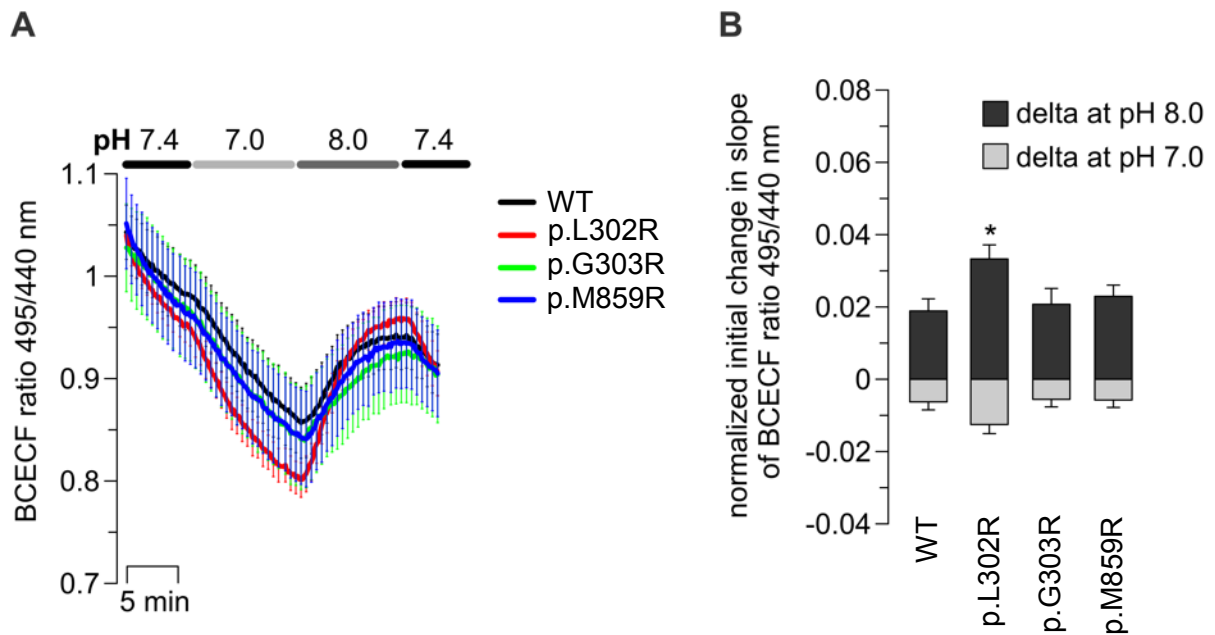 A
pH 7.4 7.0 8.0 7.4
1.1
1
0.9
0.8
0.7
BCECF ratio 495/440 nm
5 min
WT
p.L302R
p.G303R
p.M859R
B
normalized initial change in slope
of BCECF ratio 495/440 nm
0.08
0.06
0.04
0.02
0
-0.02
-0.04
delta at pH 8.0
delta at pH 7.0
*
WT
p.L302R
p.G303R
p.M859R